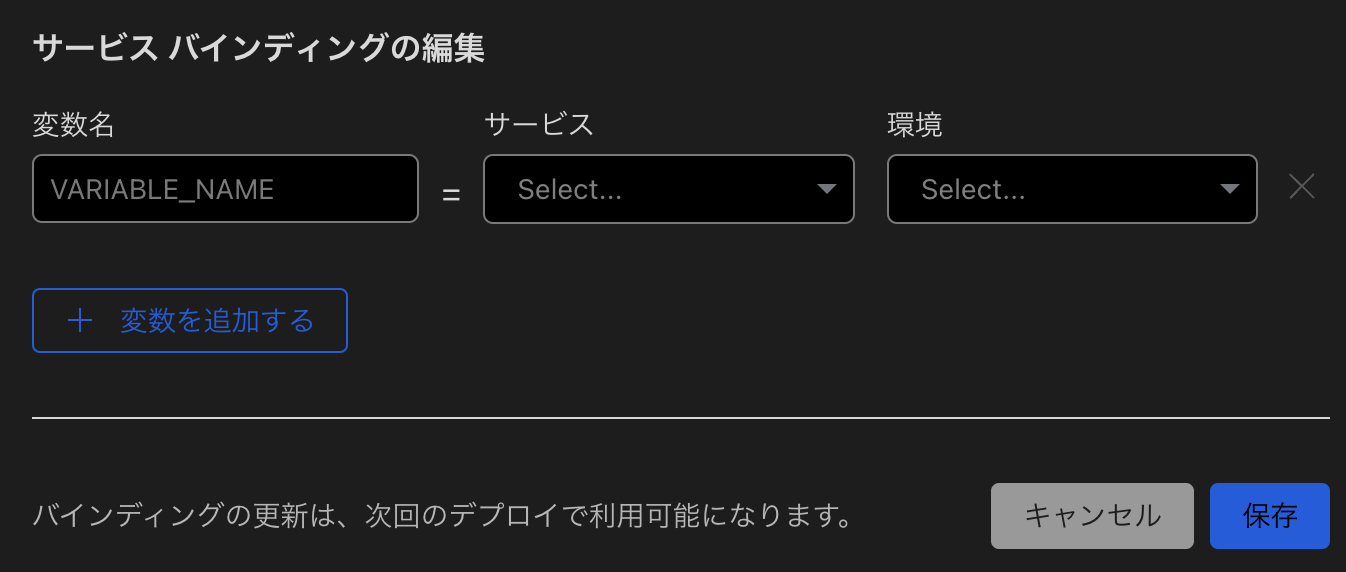 サービス バインディングの編集
変数名 サービス 環境
VARIABLE_NAME = Select... Select...
変数を追加する
バインディングの更新は、次回のデプロイで利用可能になります。 キャンセル 保存